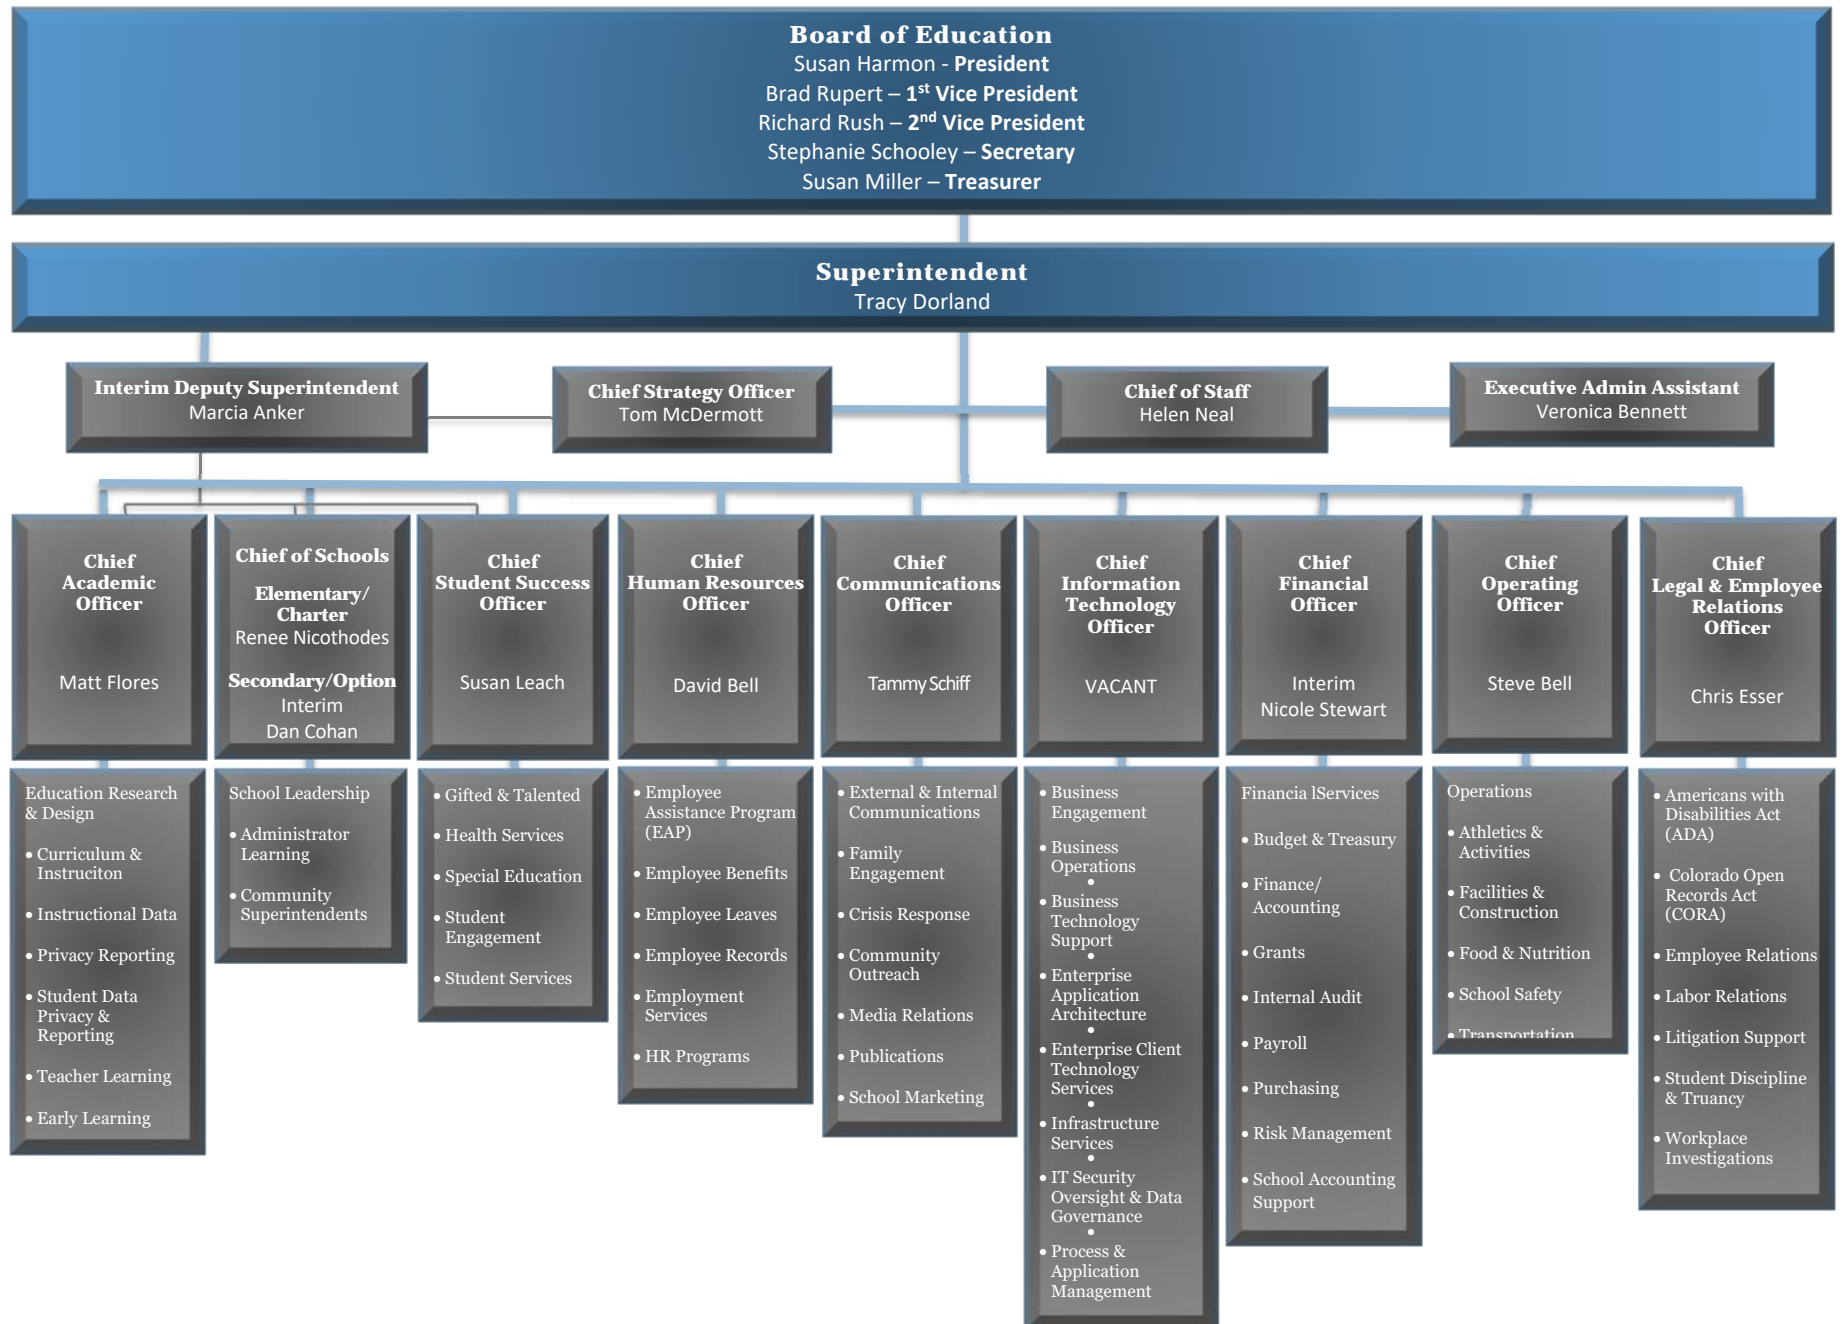 Board of Education
Susan Harmon - President
Brad Rupert – 1st Vice President
Richard Rush – 2nd Vice President
Stephanie Schooley – Secretary
Susan Miller – Treasurer
Superintendent
Tracy Dorland
Interim Deputy Superintendent
Marcia Anker
Chief Strategy Officer
Tom McDermott
Chief of Staff
Helen Neal
Executive Admin Assistant
Veronica Bennett
Chief
Academic
Officer
Matt Flores
Chief of Schools
Elementary/
Charter
Renee Nicothodes
Secondary/Option
Interim
Dan Cohan
Chief
Student Success
Officer
Susan Leach
Chief
Human Resources
Officer
David Bell
Chief
Communications
Officer
Tammy Schiff
Chief
Information
Technology
Officer
VACANT
Chief
Financial
Officer
Interim
Nicole Stewart
Chief
Operating
Officer
Steve Bell
Chief
Legal & Employee
Relations
Officer
Chris Esser
Education Research
& Design
• Curriculum &
Instruciton
• Instructional Data
• Privacy Reporting
• Student Data
Privacy &
Reporting
• Teacher Learning
• Early Learning
School Leadership
• Administrator
Learning
• Community
Superintendents
• Gifted & Talented
• Health Services
• Special Education
• Student
Engagement
• Student Services
• Employee
Assistance Program
(EAP)
• Employee Benefits
• Employee Leaves
• Employee Records
• Employment
Services
• HR Programs
• External & Internal
Communications
• Family
Engagement
• Crisis Response
• Community
Outreach
• Media Relations
• Publications
• School Marketing
• Business
Engagement
• Business
Operations
•
• Business
Technology
Support
•
• Enterprise
Application
Architecture
•
• Enterprise Client
Technology
Services
•
• Infrastructure
Services
•
• IT Security
Oversight & Data
Governance
•
• Process &
Application
Management
Financia lServices
• Budget & Treasury
• Finance/
Accounting
• Grants
• Internal Audit
• Payroll
• Purchasing
• Risk Management
• School Accounting
Support
Operations
• Athletics &
Activities
• Facilities &
Construction
• Food & Nutrition
• School Safety
• Transportation
• Americans with
Disabilities Act
(ADA)
• Colorado Open
Records Act
(CORA)
• Employee Relations
• Labor Relations
• Litigation Support
• Student Discipline
& Truancy
• Workplace
Investigations